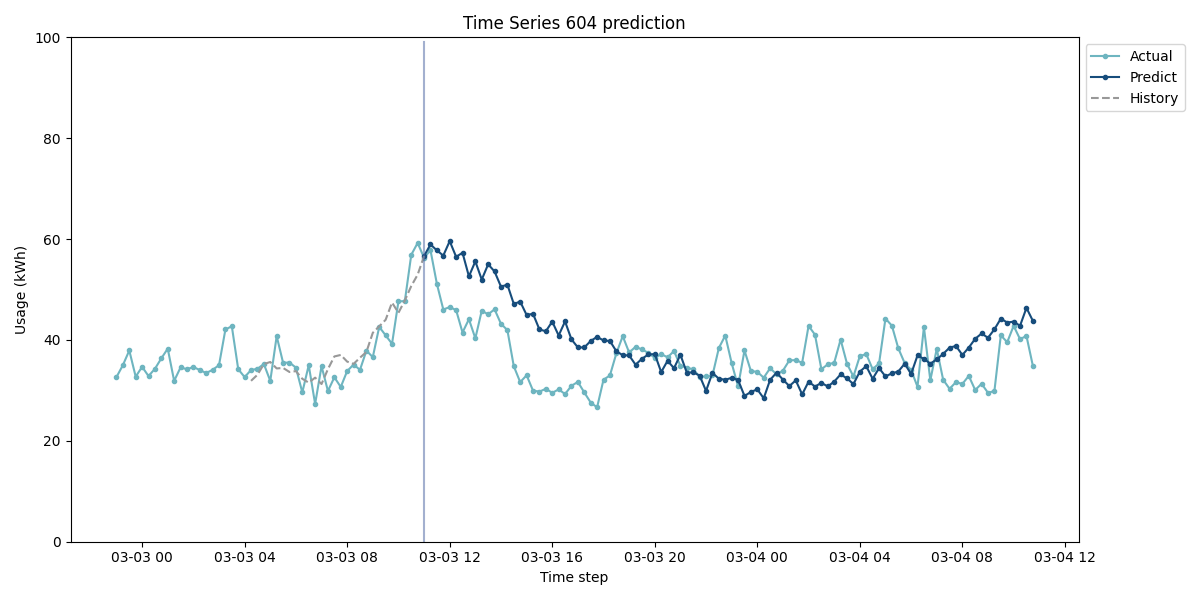 Time Series 604 prediction
100
80
60
40
20
0
Usage (kWh)
03-03 00
03-03 04
03-03 08
03-03 12
03-03 16
03-03 20
03-04 00
03-04 04
03-04 08
03-04 12
Time step
Actual
Predict
History